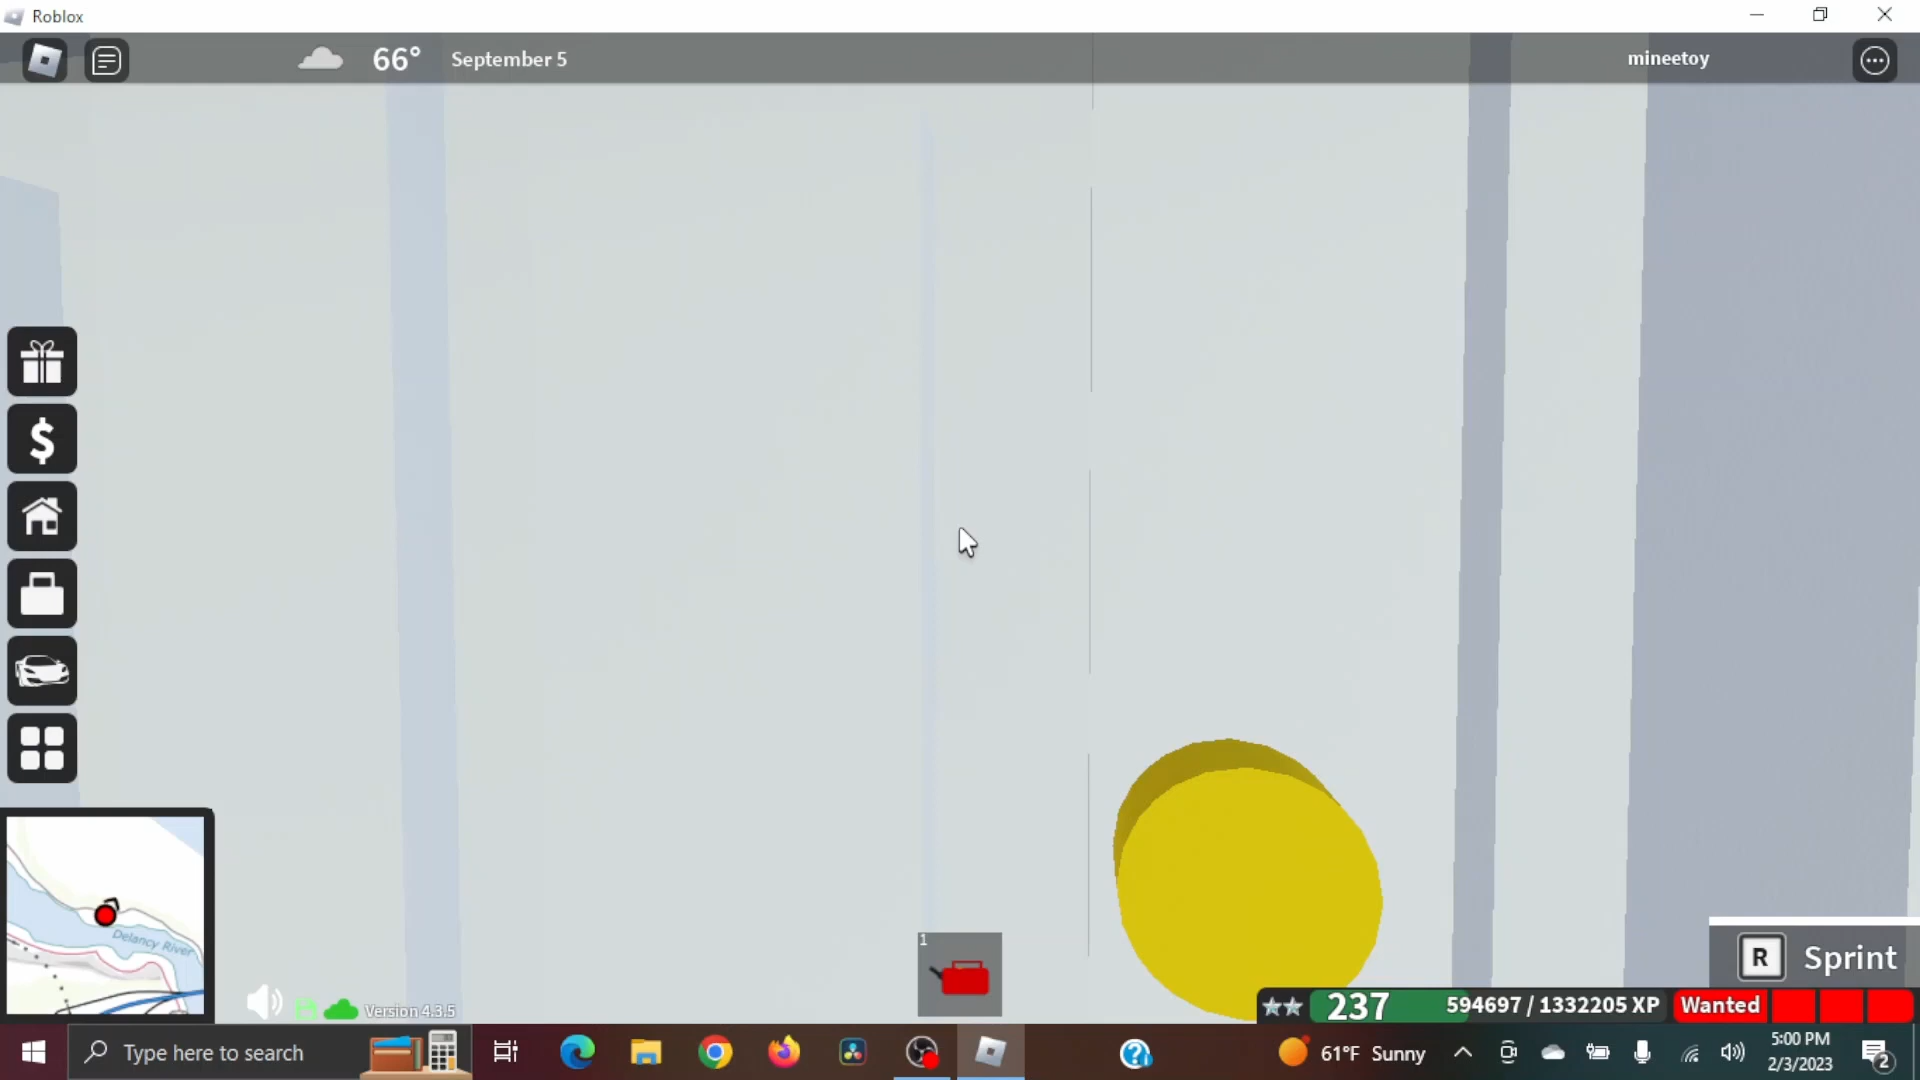 Roblox
66° September 5
mineetoy
Delancy River
Version 4.3.5
1
R Sprint
237 594697 / 1332205 XP Wanted
Type here to search
61°F Sunny
5:00 PM
2/3/2023
2